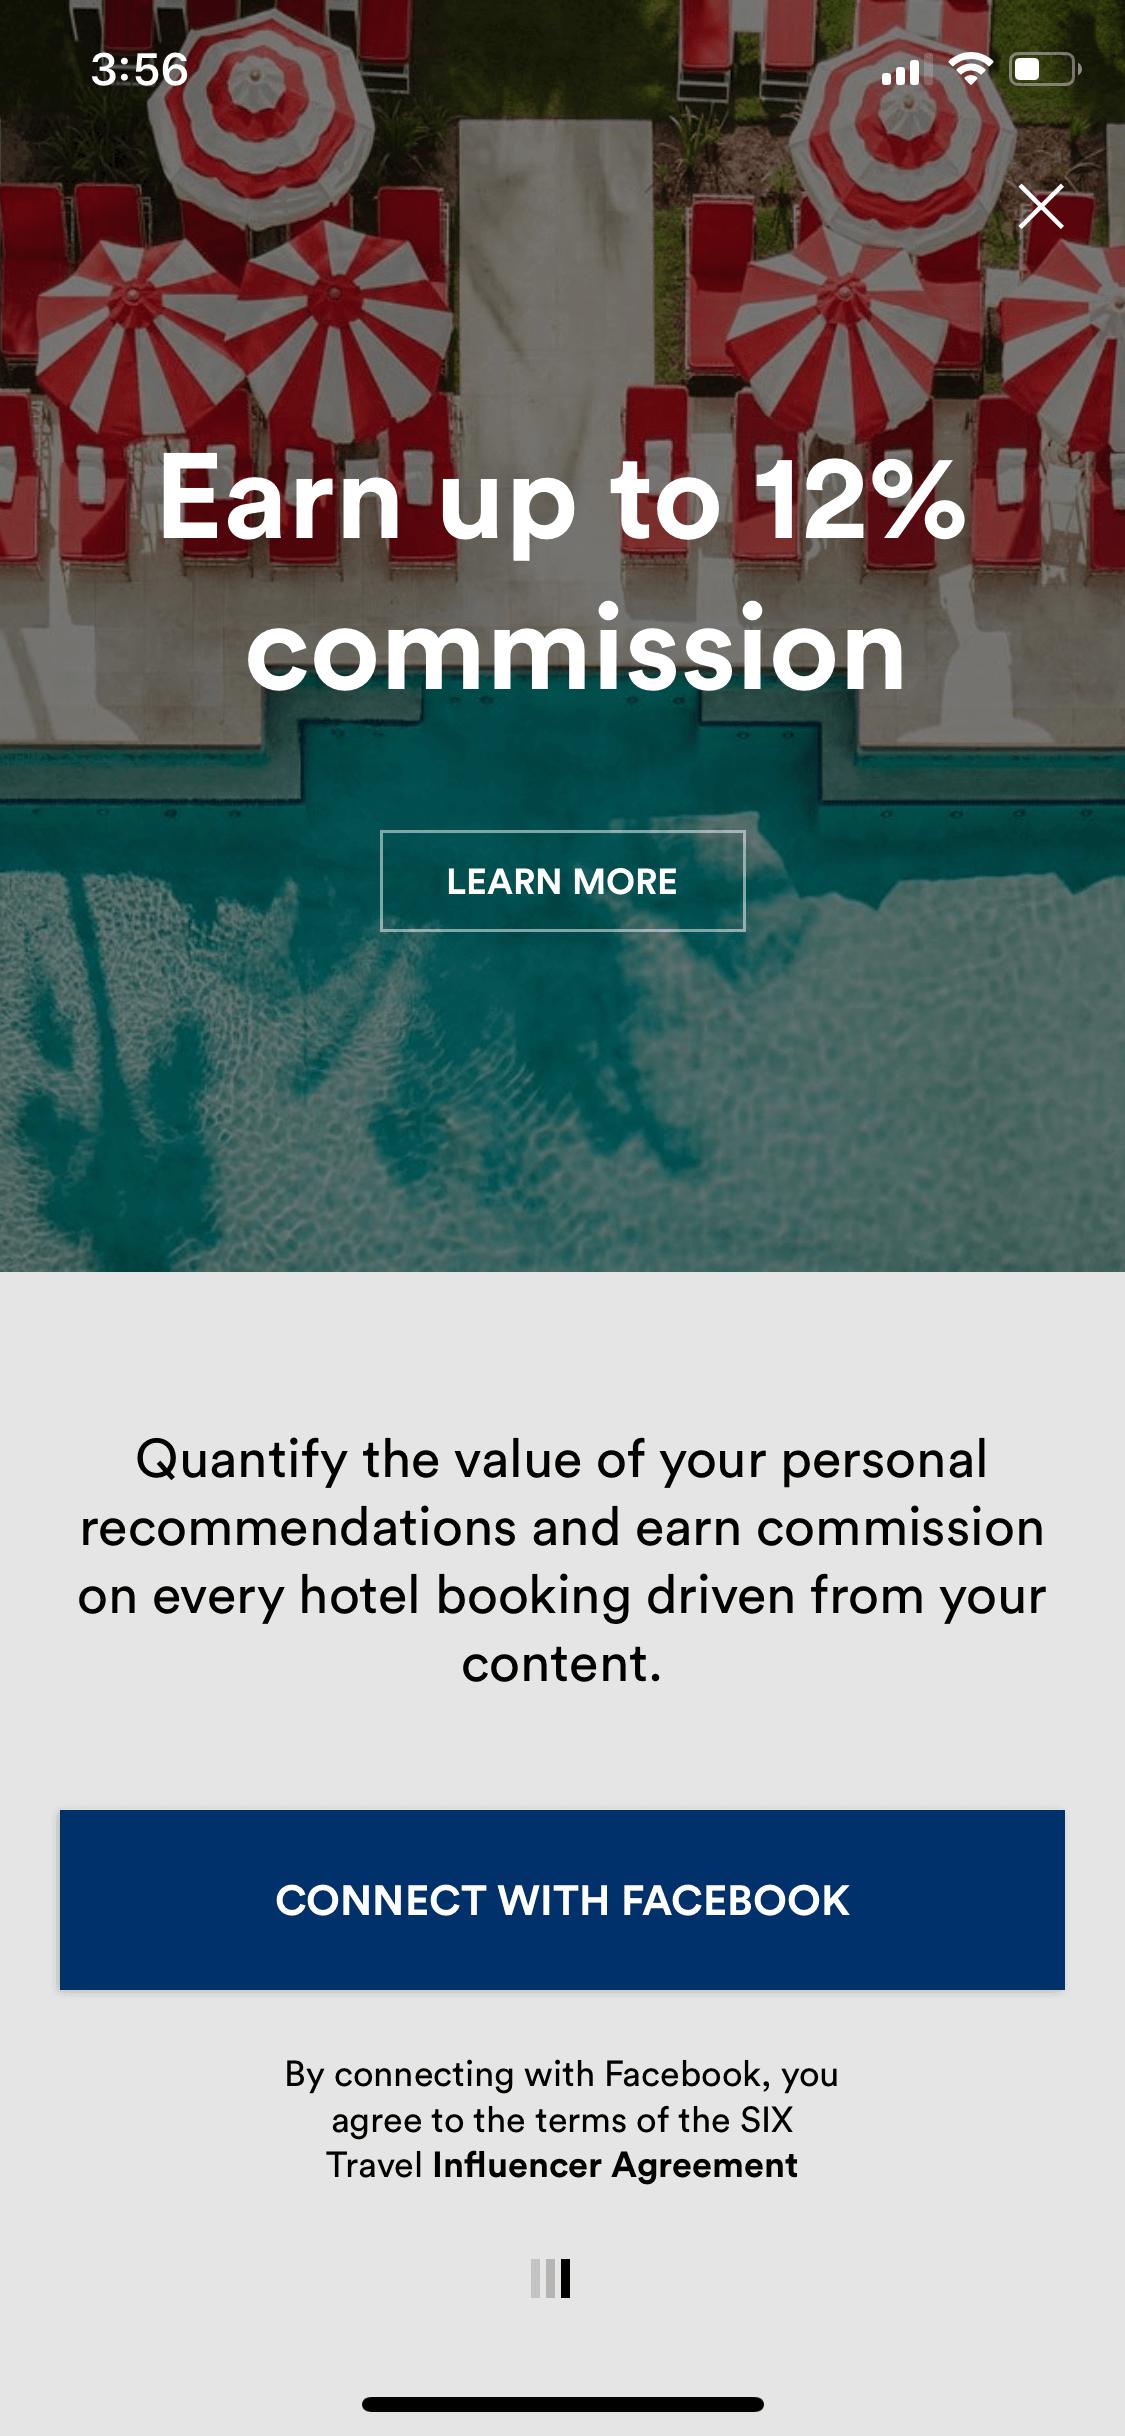 3:56
Earn up to 12%
commission
LEARN MORE
Quantify the value of your personal
recommendations and earn commission
on every hotel booking driven from your
content.
CONNECT WITH FACEBOOK
By connecting with Facebook, you
agree to the terms of the SIX
Travel Influencer Agreement